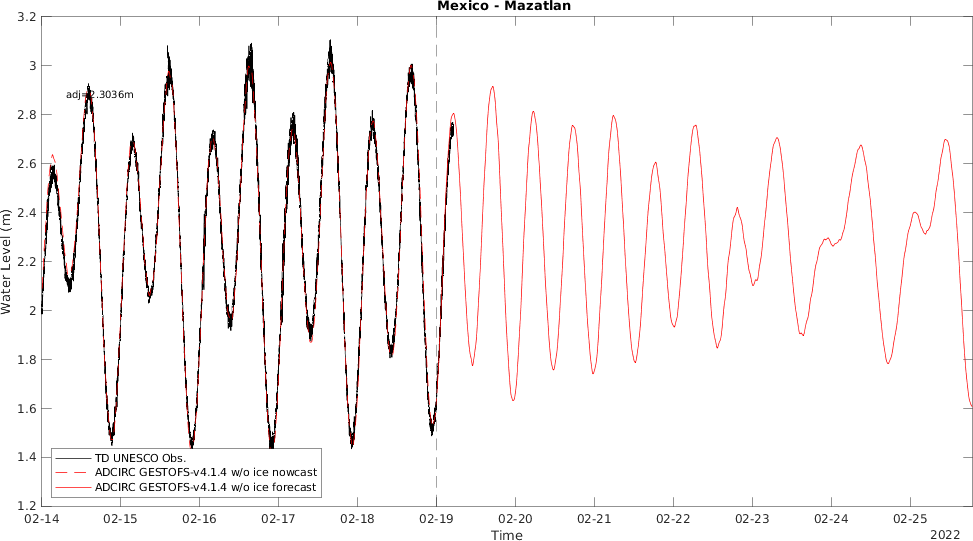 Mexico - Mazatlan
3.2
3
2.8
2.6
2.4
2.2
2
1.8
1.6
1.4
1.2
Water Level (m)
adj=2.3036m
TD UNESCO Obs.
ADCIRC GESTOFS-v4.1.4 w/o ice nowcast
ADCIRC GESTOFS-v4.1.4 w/o ice forecast
02-14 02-15 02-16 02-17 02-18 02-19 02-20 02-21 02-22 02-23 02-24 02-25
Time
2022